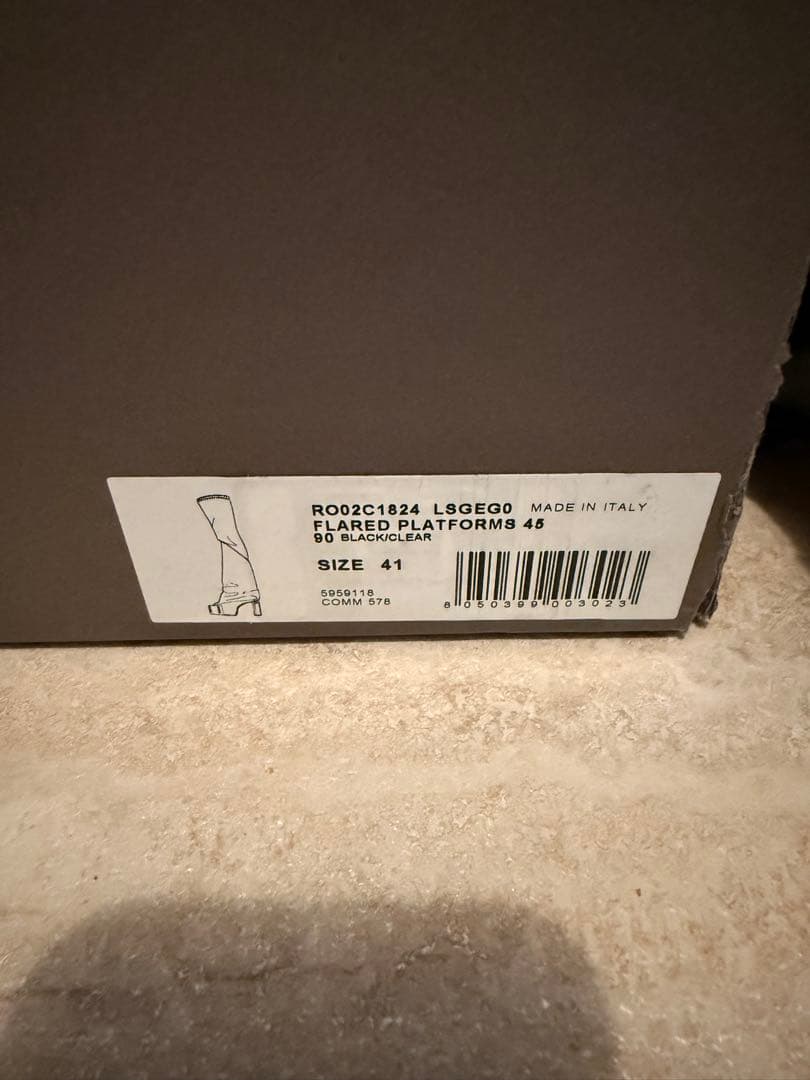 RO02C1824 LSGEG0 MADE IN ITALY
FLARED PLATFORMS 45
90 BLACK/CLEAR
SIZE 41
5959118
COMM 578
8 050399 003023